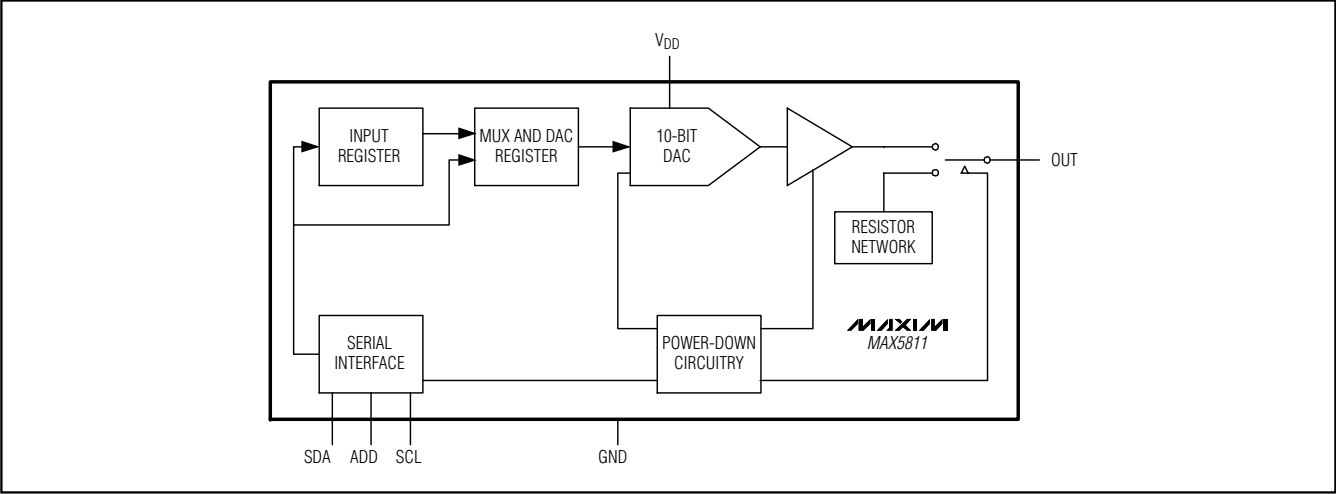 VDD
INPUT
REGISTER
MUX AND DAC
REGISTER
10-BIT
DAC
OUT
RESISTOR
NETWORK
SERIAL
INTERFACE
POWER-DOWN
CIRCUITRY
MAXIM
MAX5811
SDA ADD SCL GND